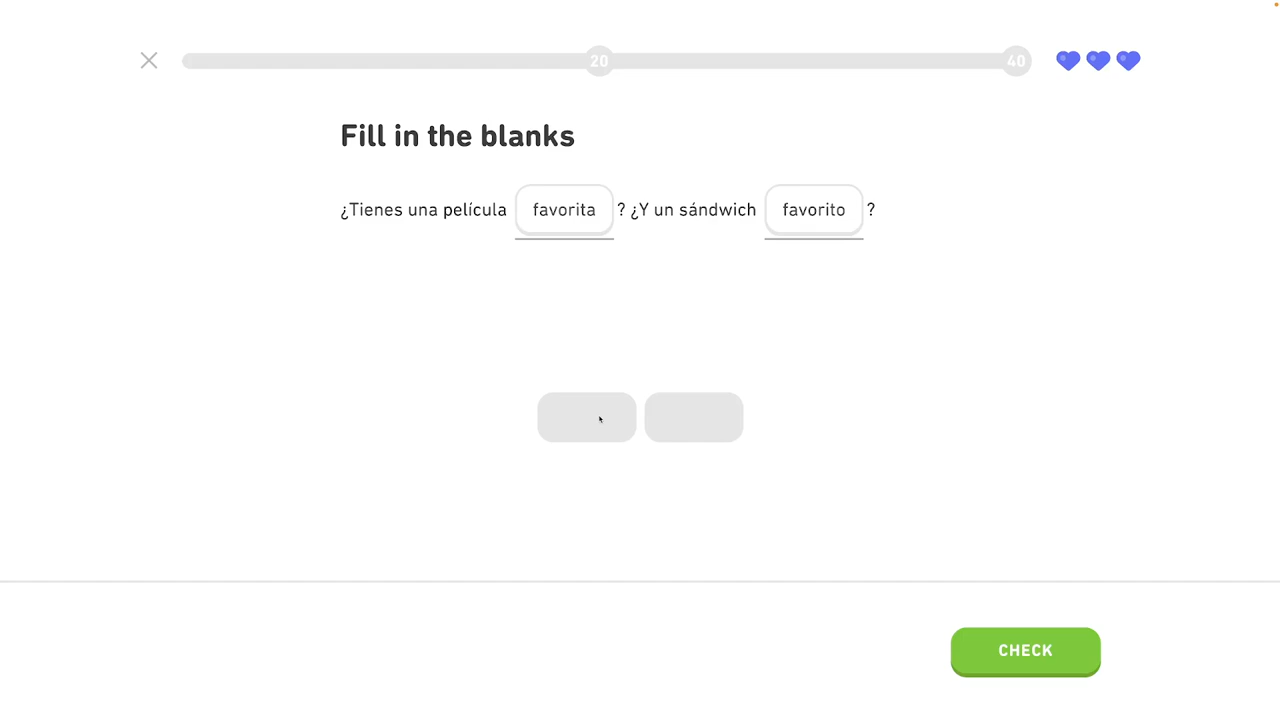 20
40
Fill in the blanks
¿Tienes una película favorita ? ¿Y un sándwich favorito ?
CHECK